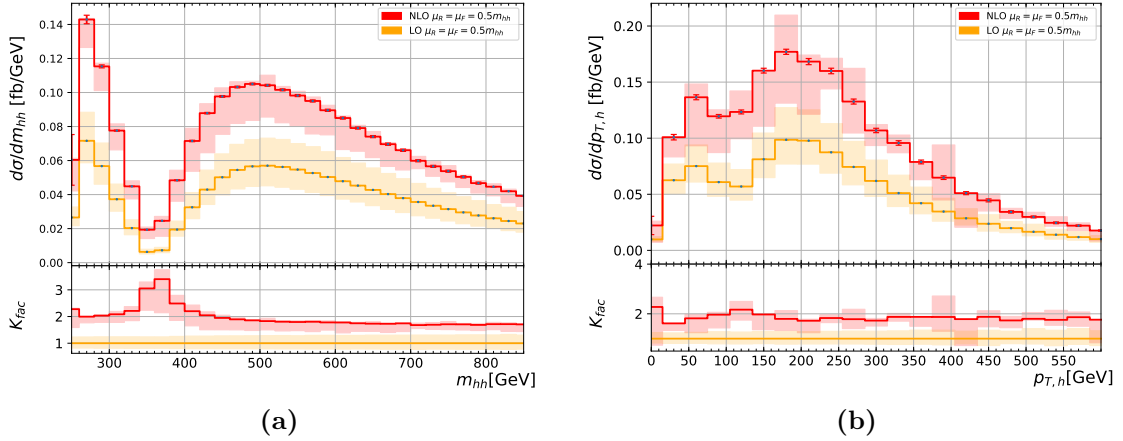 NLO μ_R = μ_F = 0.5m_hh
LO μ_R = μ_F = 0.5m_hh
dσ/dm_hh [fb/GeV]
0.14
0.12
0.10
0.08
0.06
0.04
0.02
0.00
K_fac
3
2
1
300 400 500 600 700 800
m_hh[GeV]
(a)
NLO μ_R = μ_F = 0.5m_hh
LO μ_R = μ_F = 0.5m_hh
dσ/dp_T, h [fb/GeV]
0.20
0.15
0.10
0.05
0.00
K_fac
4
2
0 50 100 150 200 250 300 350 400 450 500 550
p_T, h[GeV]
(b)